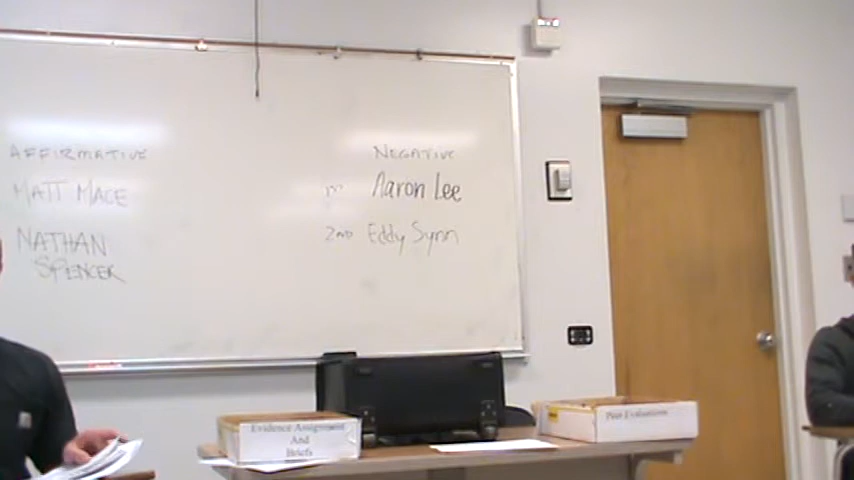 AFFIRMATIVE
MATT MACE
NATHAN
SPENCER
NEGATIVE
1st Aaron Lee
2nd Eddy Synn
Evidence Assignment
And
Briefs
Peer Evaluations